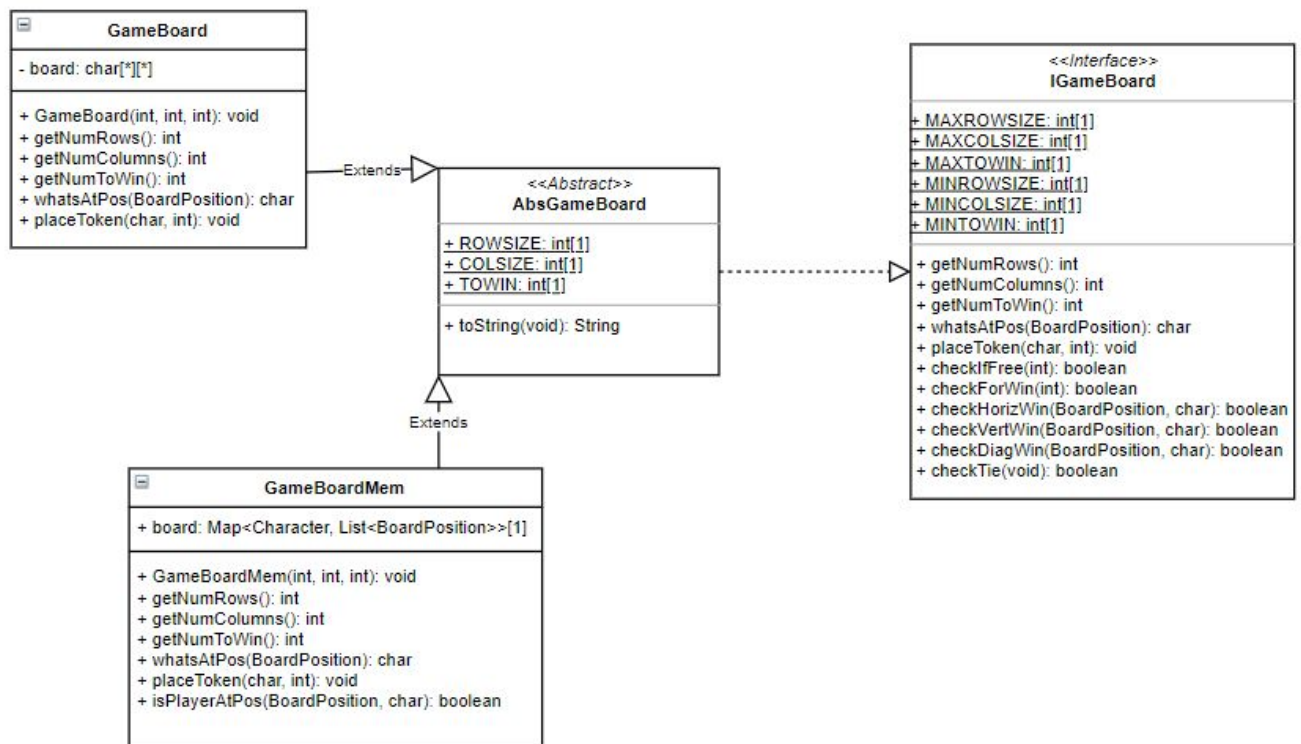 GameBoard
- board: char[*][*]
+ GameBoard(int, int, int): void
+ getNumRows(): int
+ getNumColumns(): int
+ getNumToWin(): int
+ whatsAtPos(BoardPosition): char
+ placeToken(char, int): void
Extends
<<Abstract>>
AbsGameBoard
+ ROWSIZE: int[1]
+ COLSIZE: int[1]
+ TOWIN: int[1]
+ toString(void): String
<<Interface>>
IGameBoard
+ MAXROWSIZE: int[1]
+ MAXCOLSIZE: int[1]
+ MAXTOWIN: int[1]
+ MINROWSIZE: int[1]
+ MINCOLSIZE: int[1]
+ MINTOWIN: int[1]
+ getNumRows(): int
+ getNumColumns(): int
+ getNumToWin(): int
+ whatsAtPos(BoardPosition): char
+ placeToken(char, int): void
+ checkIfFree(int): boolean
+ checkForWin(int): boolean
+ checkHorizWin(BoardPosition, char): boolean
+ checkVertWin(BoardPosition, char): boolean
+ checkDiagWin(BoardPosition, char): boolean
+ checkTie(void): boolean
Extends
GameBoardMem
+ board: Map<Character, List<BoardPosition>>[1]
+ GameBoardMem(int, int, int): void
+ getNumRows(): int
+ getNumColumns(): int
+ getNumToWin(): int
+ whatsAtPos(BoardPosition): char
+ placeToken(char, int): void
+ isPlayerAtPos(BoardPosition, char): boolean